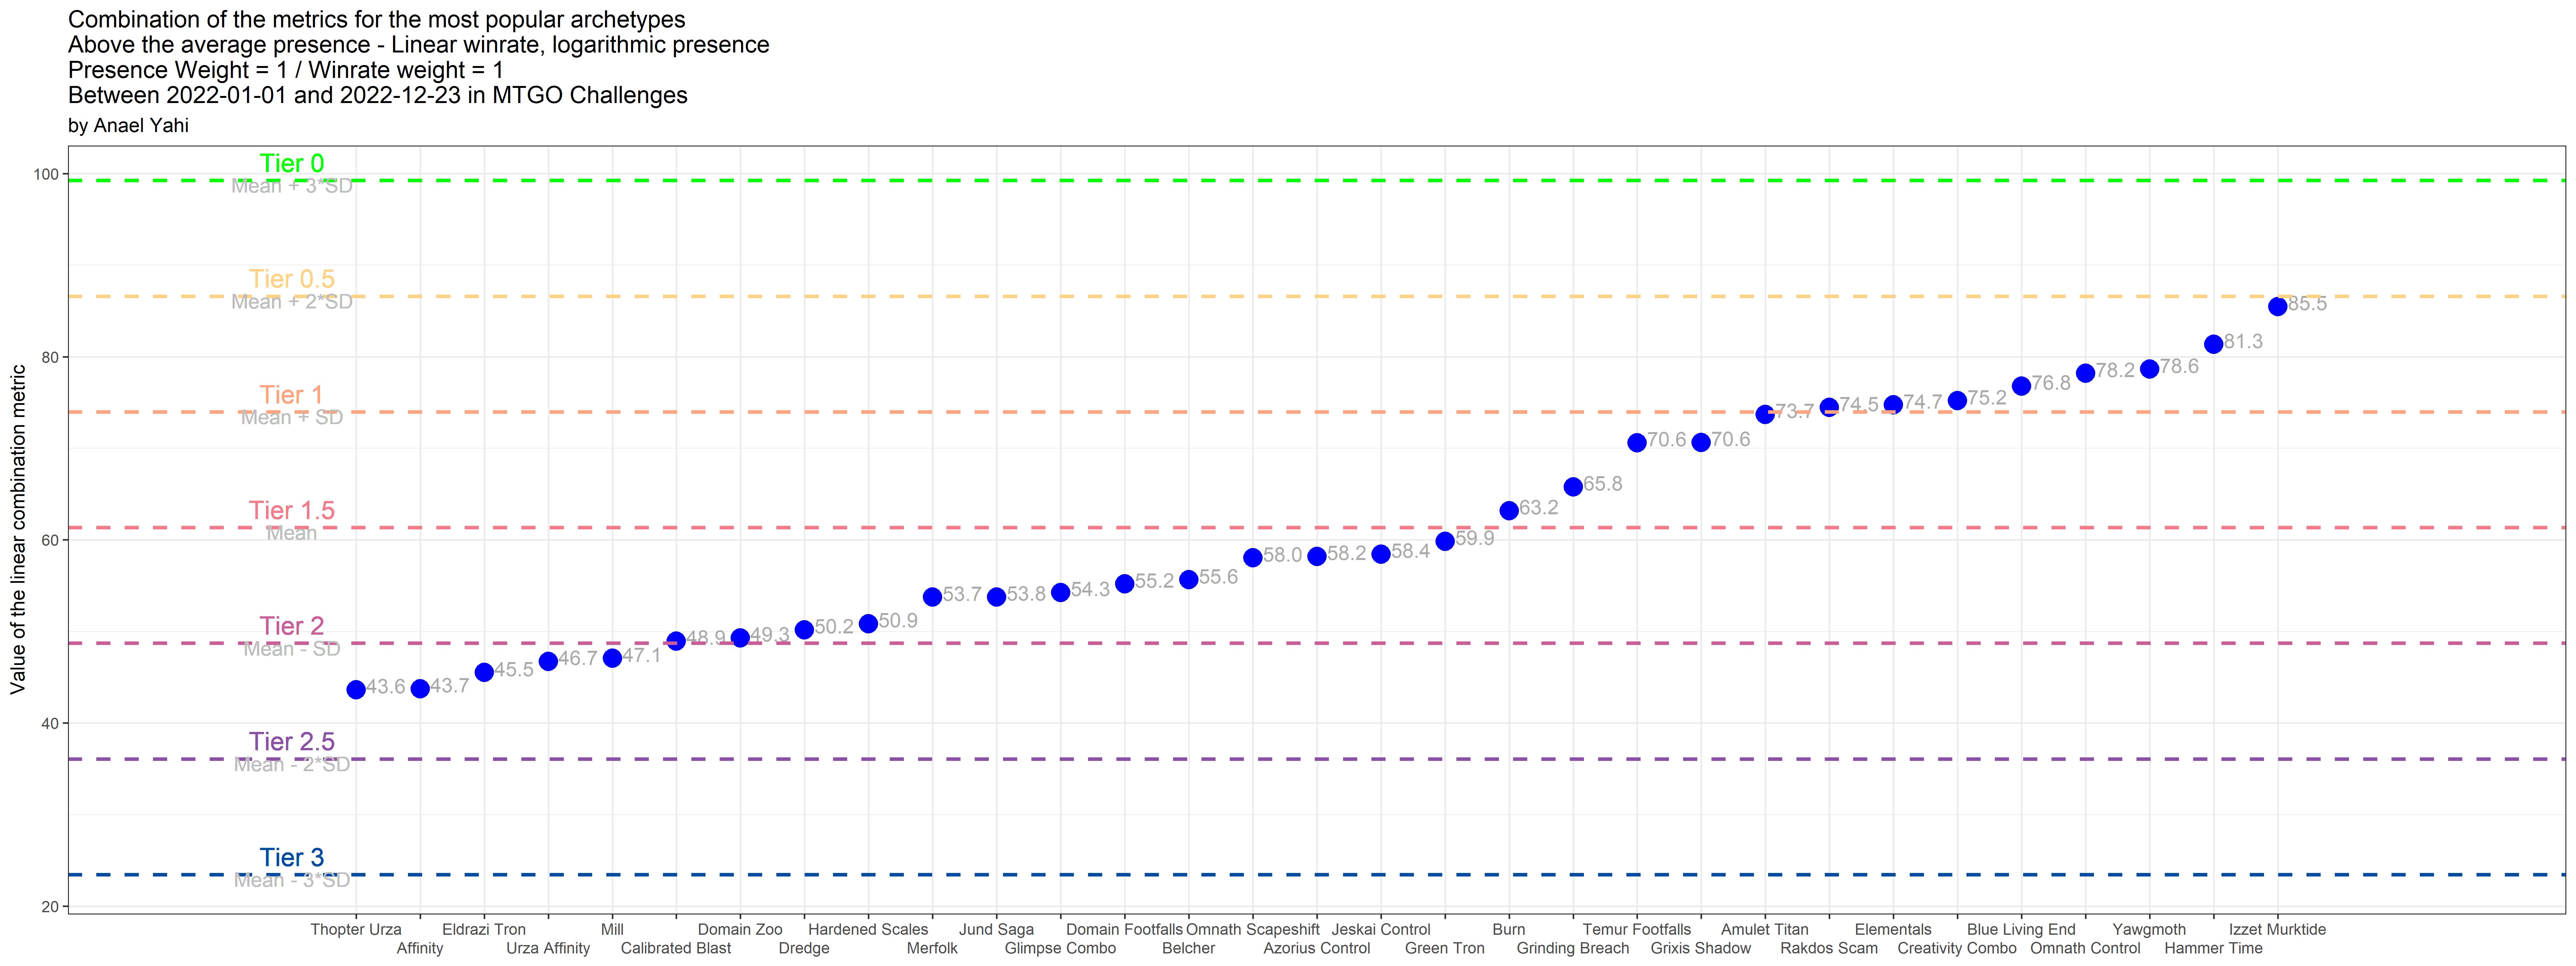 Combination of the metrics for the most popular archetypes
Above the average presence - Linear winrate, logarithmic presence
Presence Weight = 1 / Winrate weight = 1
Between 2022-01-01 and 2022-12-23 in MTGO Challenges
by Anael Yahi
Value of the linear combination metric
100
80
60
40
20
Tier 0
Mean + 3*SD
Tier 0.5
Mean + 2*SD
Tier 1
Mean + SD
Tier 1.5
Mean
Tier 2
Mean - SD
Tier 2.5
Mean - 2*SD
Tier 3
Mean - 3*SD
43.6
43.7
45.5
46.7
47.1
48.9
49.3
50.2
50.9
53.7
53.8
54.3
55.2
55.6
58.0
58.2
58.4
59.9
63.2
65.8
70.6
70.6
73.7
74.5
74.7
75.2
76.8
78.2
78.6
81.3
85.5
Thopter Urza
Affinity
Eldrazi Tron
Urza Affinity
Mill
Calibrated Blast
Domain Zoo
Dredge
Hardened Scales
Merfolk
Jund Saga
Glimpse Combo
Domain Footfalls
Belcher
Omnath Scapeshift
Azorius Control
Jeskai Control
Green Tron
Burn
Grinding Breach
Temur Footfalls
Grixis Shadow
Amulet Titan
Rakdos Scam
Elementals
Creativity Combo
Blue Living End
Omnath Control
Yawgmoth
Hammer Time
Izzet Murktide